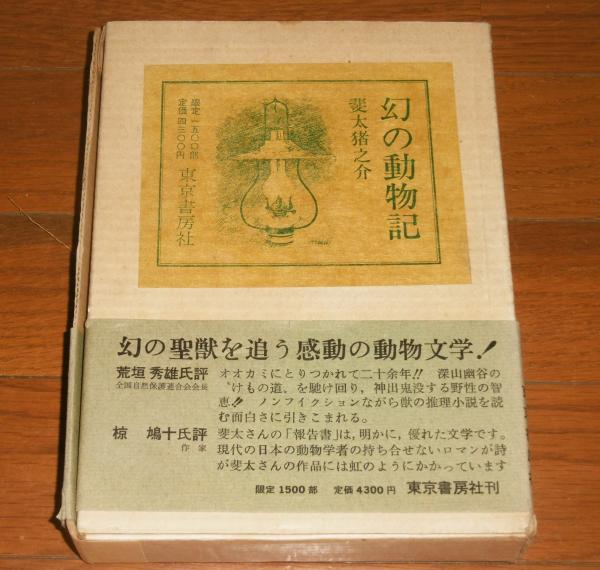 幻の動物記
斐太猪之介
限定一五〇〇部
定価四三〇〇円
東京書房社
幻の聖獣を追う感動の動物文学!
荒垣 秀雄氏評
全国自然保護連合会会長
オオカミにとりつかれて二十余年!! 深山幽谷の
〝けもの道〟を馳け回り，神出鬼没する野性の智
恵!! ノンフイクションながら獣の推理小説を読
む面白さに引きこまれる。
椋 鳩十氏評
作家
斐太さんの「報告書」は，明かに，優れた文学です。
現代の日本の動物学者の持ち合せないロマンが詩
が斐太さんの作品には虹のようにかかっています
限定 1500 部 定価 4300 円 東京書房社刊